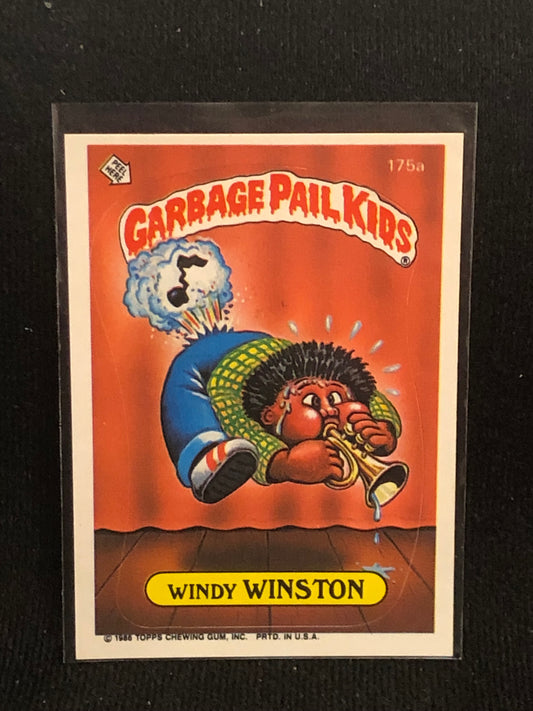 PEEL HERE
175a
GARBAGE PAIL KIDS
®
WINDY WINSTON
© 1986 TOPPS CHEWING GUM, INC. PRTD. IN U.S.A.